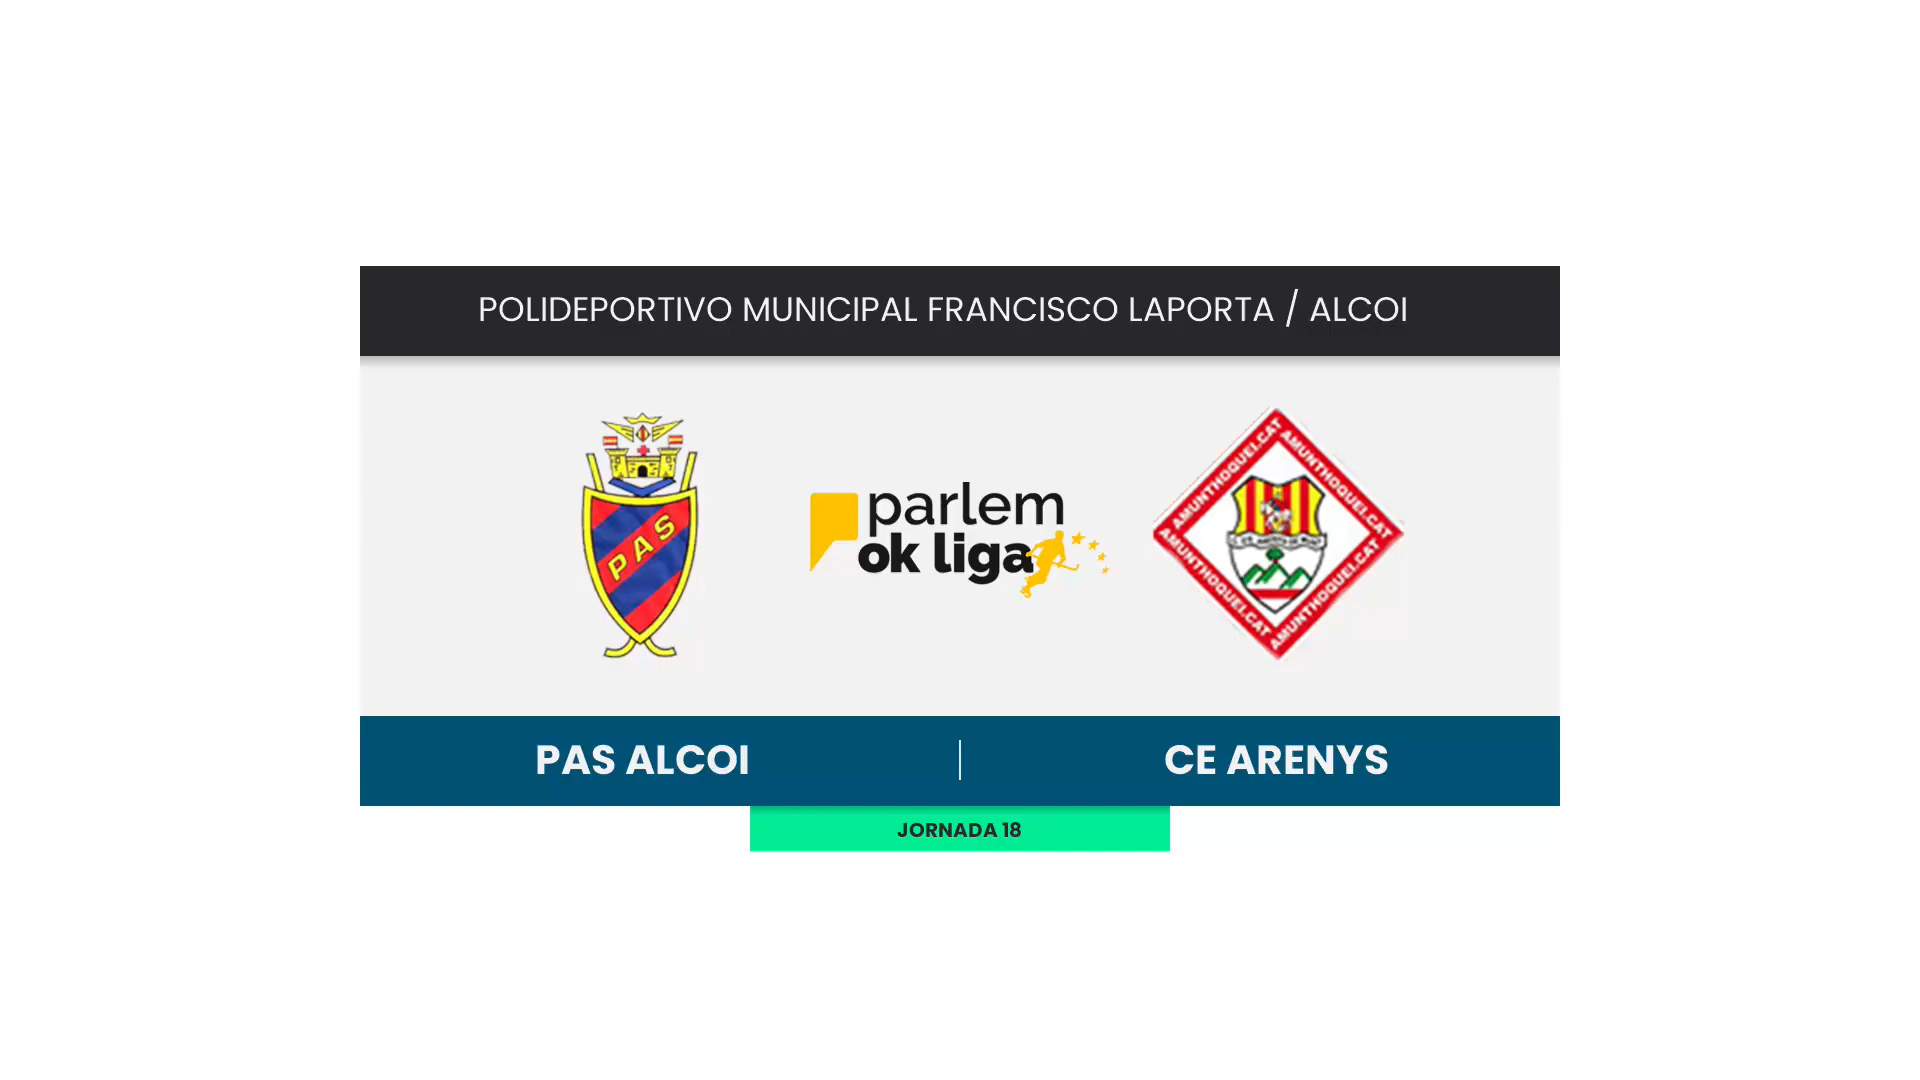 POLIDEPORTIVO MUNICIPAL FRANCISCO LAPORTA / ALCOI
PAS
parlem
ok liga
AMUNTHOQUEI.CAT
AMUNTHOQUEI.CAT
AMUNTHOQUEI.CAT
AMUNTHOQUEI.CAT
PAS ALCOI
CE ARENYS
JORNADA 18